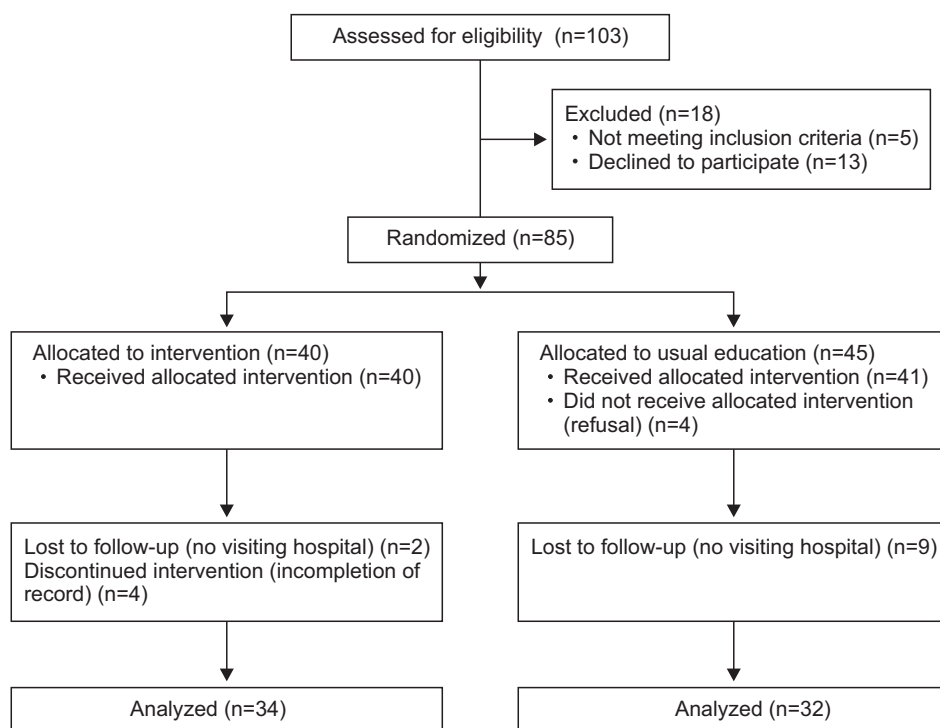 Assessed for eligibility (n=103)
Excluded (n=18)
• Not meeting inclusion criteria (n=5)
• Declined to participate (n=13)
Randomized (n=85)
Allocated to intervention (n=40)
• Received allocated intervention (n=40)
Allocated to usual education (n=45)
• Received allocated intervention (n=41)
• Did not receive allocated intervention
(refusal) (n=4)
Lost to follow-up (no visiting hospital) (n=2)
Discontinued intervention (incompletion of
record) (n=4)
Lost to follow-up (no visiting hospital) (n=9)
Analyzed (n=34)
Analyzed (n=32)